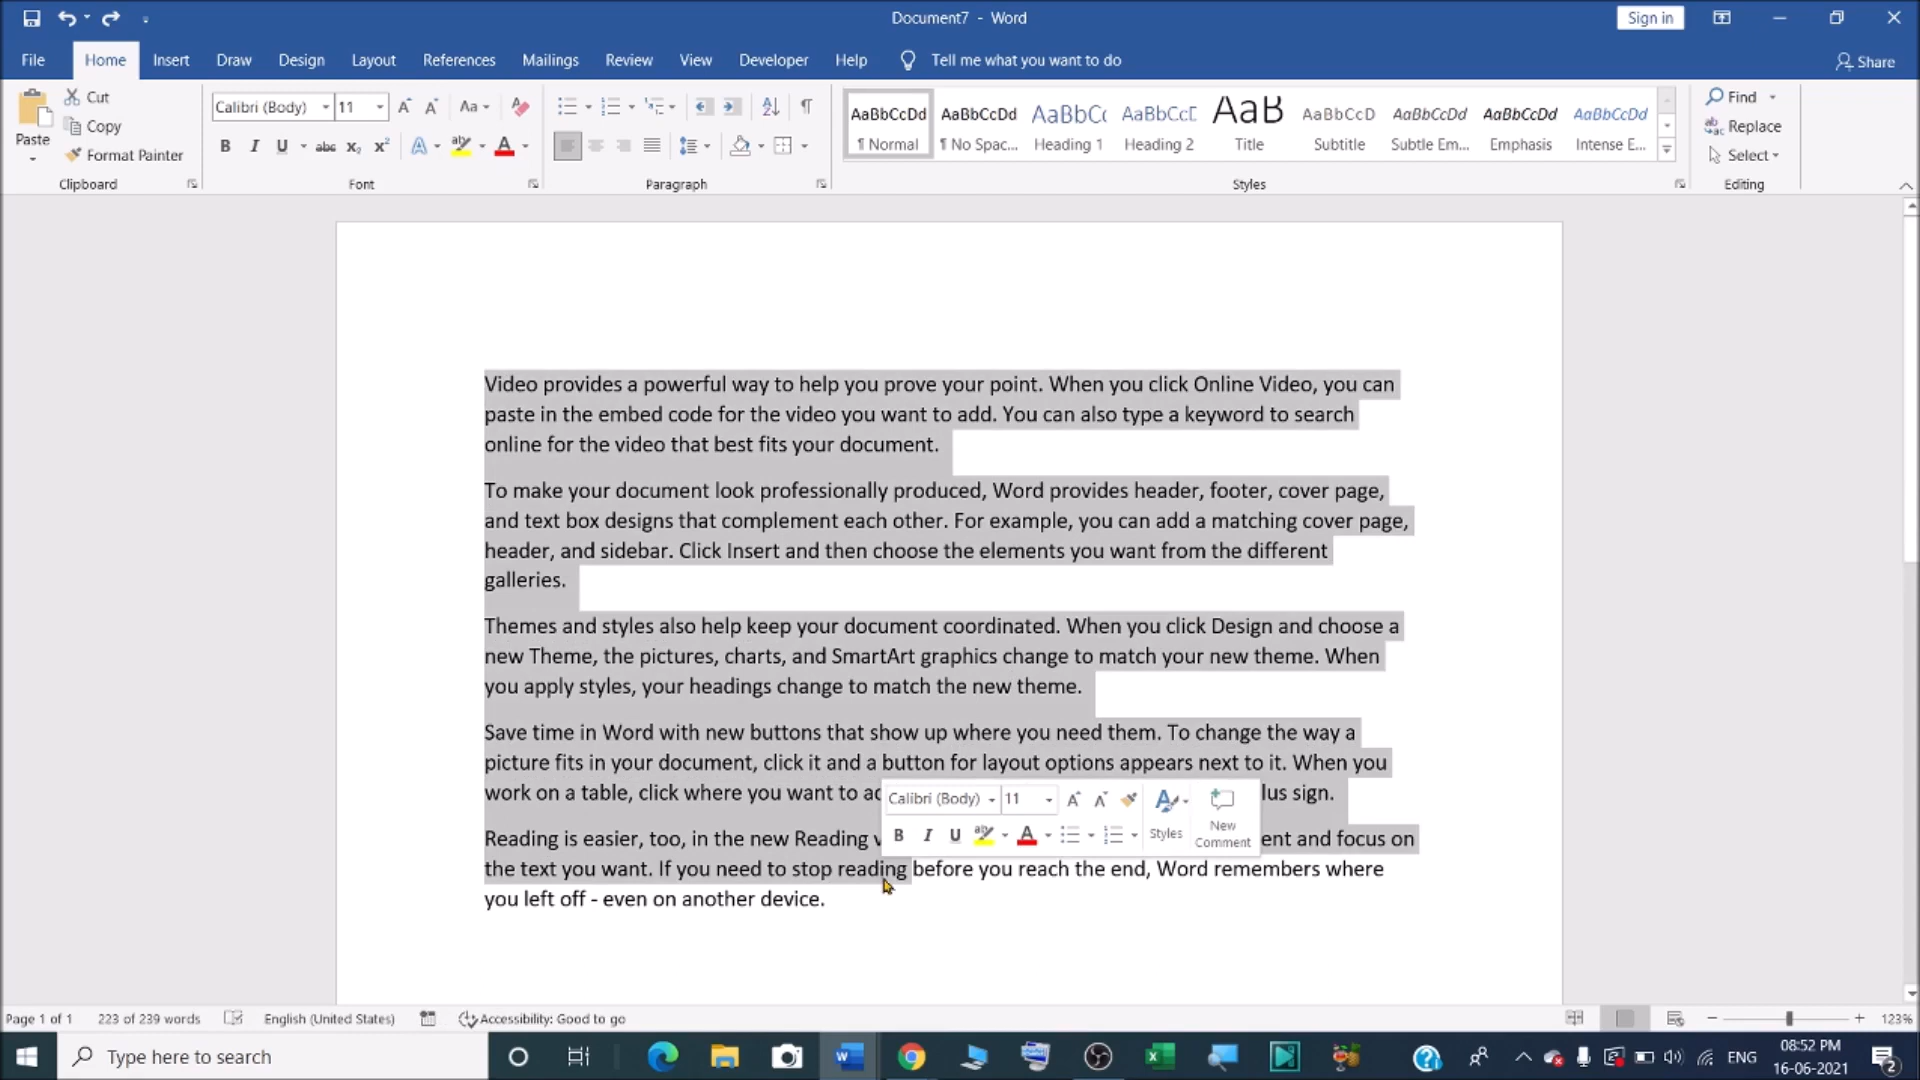 Document7 - Word
Sign in
File Home Insert Draw Design Layout References Mailings Review View Developer Help Tell me what you want to do Share
Paste
Cut
Copy
Format Painter
Clipboard
Calibri (Body) 11
Font
Paragraph
AaBbCcDd AaBbCcDd AaBbCc AaBbCcD AaB AaBbCcD AaBbCcDd AaBbCcDd AaBbCcDd
¶ Normal ¶ No Spac... Heading 1 Heading 2 Title Subtitle Subtle Em... Emphasis Intense E...
Styles
Find
Replace
Select
Editing
Video provides a powerful way to help you prove your point. When you click Online Video, you can
paste in the embed code for the video you want to add. You can also type a keyword to search
online for the video that best fits your document.
To make your document look professionally produced, Word provides header, footer, cover page,
and text box designs that complement each other. For example, you can add a matching cover page,
header, and sidebar. Click Insert and then choose the elements you want from the different
galleries.
Themes and styles also help keep your document coordinated. When you click Design and choose a
new Theme, the pictures, charts, and SmartArt graphics change to match your new theme. When
you apply styles, your headings change to match the new theme.
Save time in Word with new buttons that show up where you need them. To change the way a
picture fits in your document, click it and a button for layout options appears next to it. When you
work on a table, click where you want to ad lus sign.
Calibri (Body) 11
Styles
New Comment
Reading is easier, too, in the new Reading v ent and focus on
the text you want. If you need to stop reading before you reach the end, Word remembers where
you left off - even on another device.
Page 1 of 1 223 of 239 words English (United States) Accessibility: Good to go 123%
Type here to search
ENG
08:52 PM
16-06-2021
2